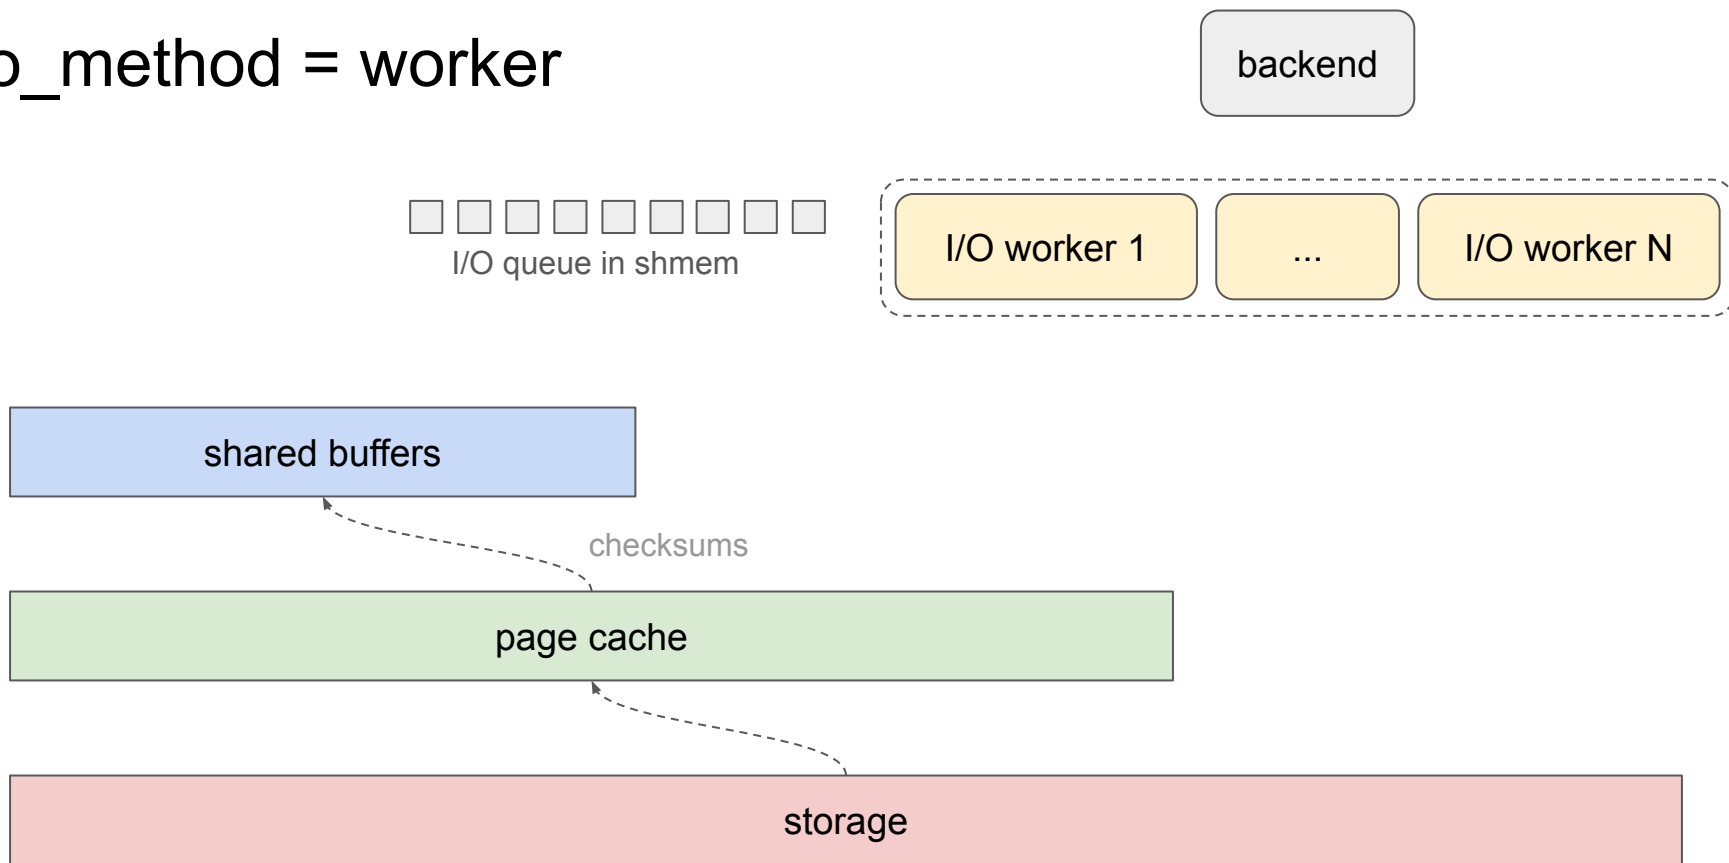 o_method = worker
backend
I/O queue in shmem
I/O worker 1
...
I/O worker N
shared buffers
checksums
page cache
storage